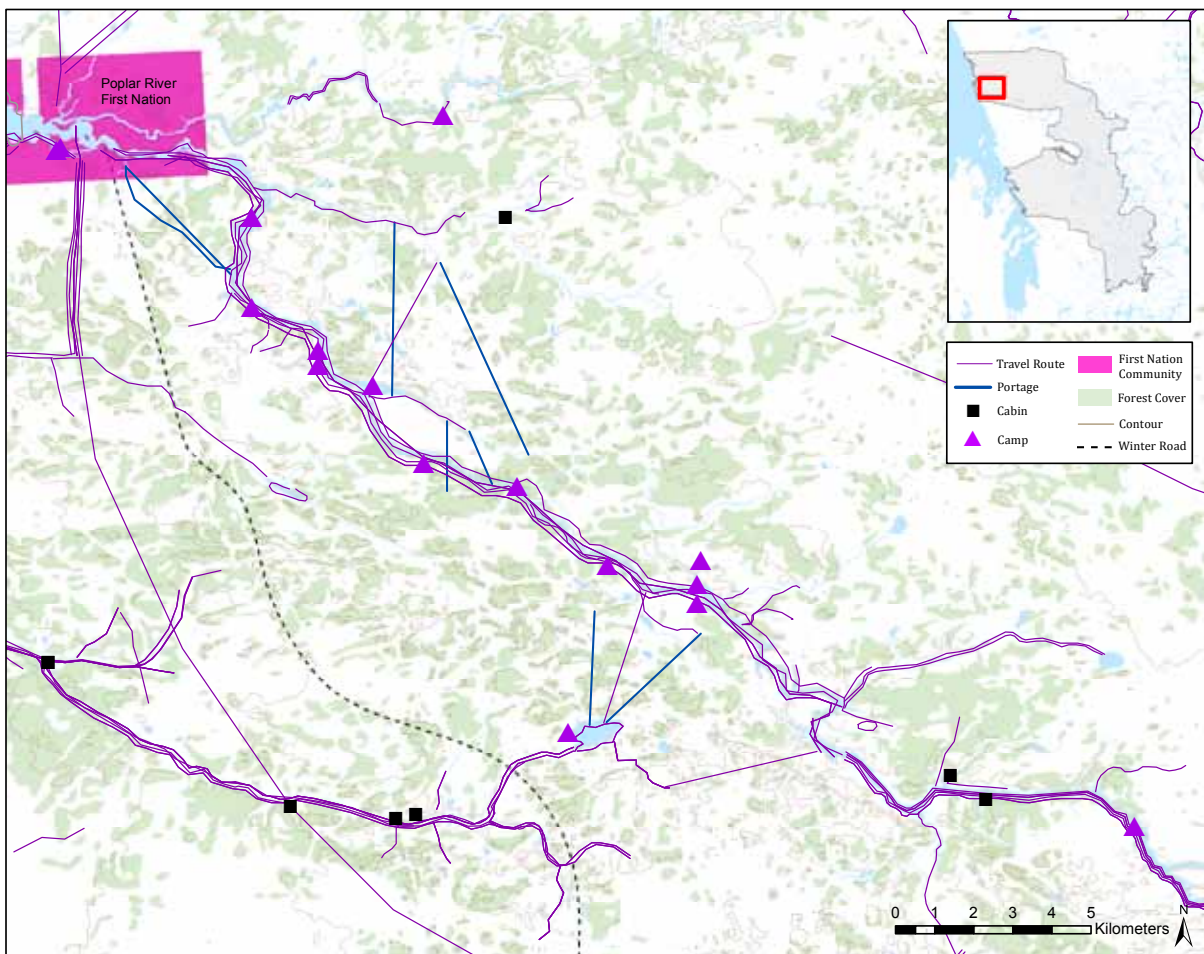 Poplar River
First Nation
Travel Route
Portage
Cabin
Camp
First Nation
Community
Forest Cover
Contour
Winter Road
0 1 2 3 4 5
Kilometers
N